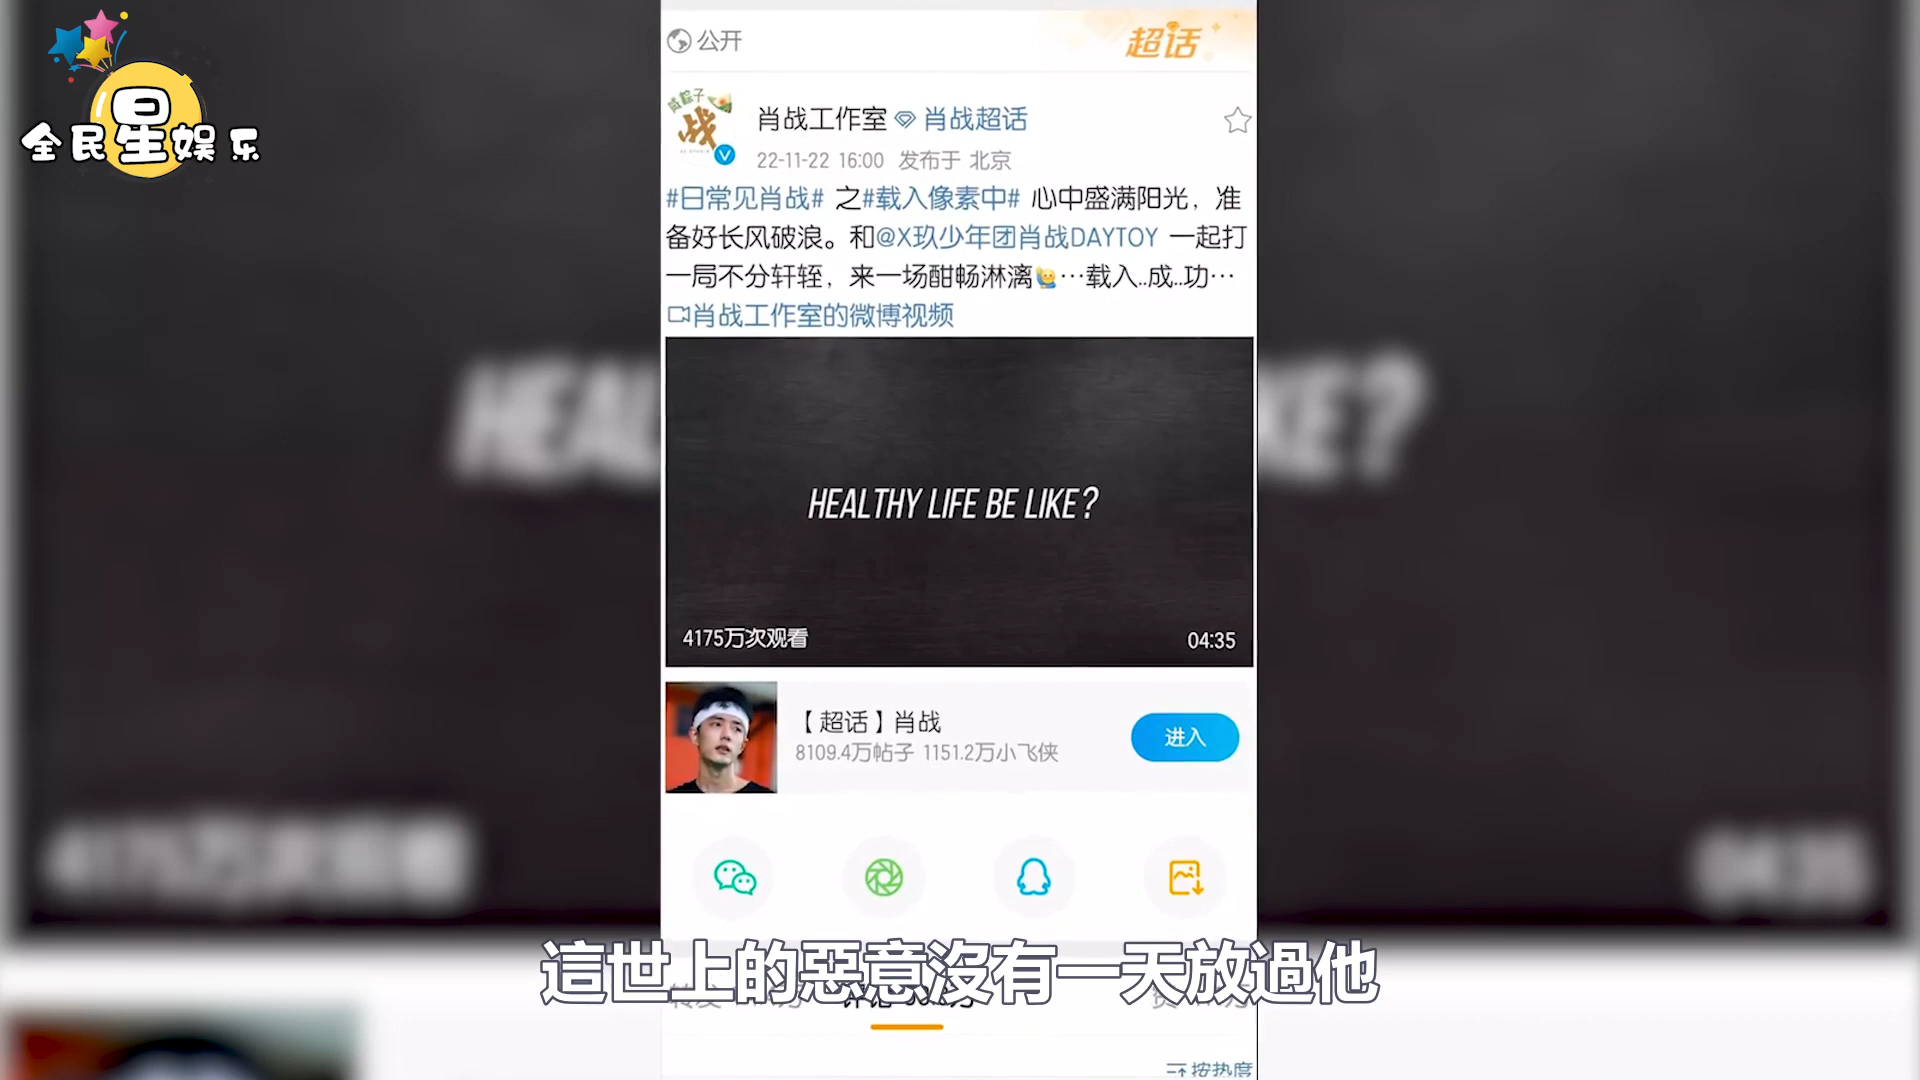 全民星娱乐
公开
超话
肖战工作室 肖战超话
22-11-22 16:00 发布于 北京
#日常见肖战# 之#载入像素中# 心中盛满阳光，准
备好长风破浪。和@X玖少年团肖战DAYTOY 一起打
一局不分轩轾，来一场酣畅淋漓…载入..成..功…
肖战工作室的微博视频
HEALTHY LIFE BE LIKE?
4175万次观看
04:35
【超话】肖战
8109.4万帖子 1151.2万小飞侠
进入
這世上的惡意沒有一天放過他
按热度